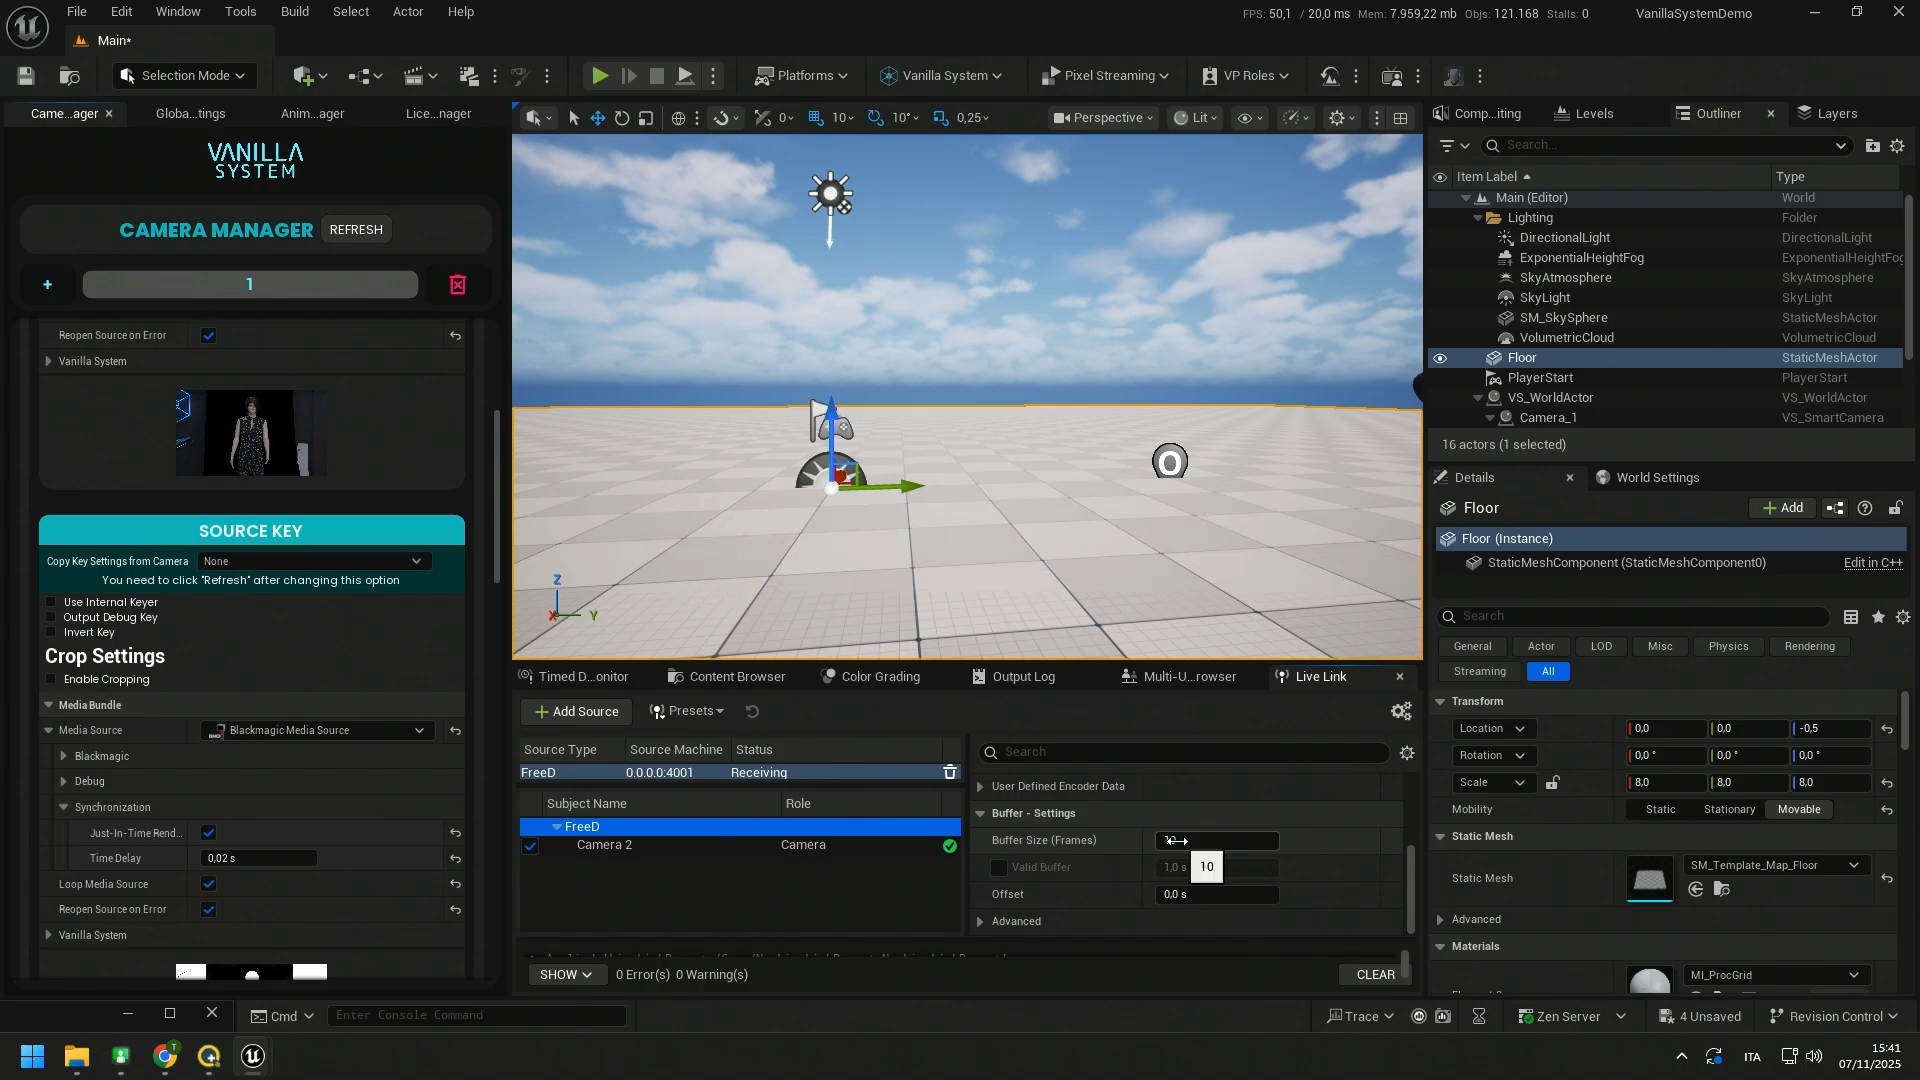 File Edit Window Tools Build Select Actor Help
FPS: 50,1 / 20,0 ms Mem: 7.959,22 mb Objs: 121.168 Stalls: 0 VanillaSystemDemo
Main*
Selection Mode Platforms Vanilla System Pixel Streaming VP Roles
Came...ager Globa...tings Anim...ager Lice...nager
VANILLA
SYSTEM
CAMERA MANAGER REFRESH
+ 1
Reopen Source on Error
Vanilla System
SOURCE KEY
Copy Key Settings from Camera None
You need to click "Refresh" after changing this option
Use Internal Keyer
Output Debug Key
Invert Key
Crop Settings
Enable Cropping
Media Bundle
Media Source Blackmagic Media Source
Blackmagic
Debug
Synchronization
Just-In-Time Rend...
Time Delay 0,02 s
Loop Media Source
Reopen Source on Error
Vanilla System
0 10 10° 0,25 Perspective Lit
Z
X Y
O
Timed D...onitor Content Browser Color Grading Output Log Multi-U...rowser Live Link
Add Source Presets
Source Type Source Machine Status
FreeD 0.0.0.0:4001 Receiving
Subject Name Role
FreeD
Camera 2 Camera
Search
User Defined Encoder Data
Buffer - Settings
Buffer Size (Frames)
10
Valid Buffer 1,0 s
Offset 0,0 s
Advanced
SHOW 0 Error(s) 0 Warning(s) CLEAR
Comp...iting Levels Outliner Layers
Search...
Item Label Type
Main (Editor) World
Lighting Folder
DirectionalLight DirectionalLight
ExponentialHeightFog ExponentialHeightFog
SkyAtmosphere SkyAtmosphere
SkyLight SkyLight
SM_SkySphere StaticMeshActor
VolumetricCloud VolumetricCloud
Floor StaticMeshActor
PlayerStart PlayerStart
VS_WorldActor VS_WorldActor
Camera_1 VS_SmartCamera
16 actors (1 selected)
Details World Settings
Floor Add
Floor (Instance)
StaticMeshComponent (StaticMeshComponent0) Edit in C++
Search
General Actor LOD Misc Physics Rendering
Streaming All
Transform
Location 0,0 0,0 -0,5
Rotation 0,0 ° 0,0 ° 0,0 °
Scale 8,0 8,0 8,0
Mobility Static Stationary Movable
Static Mesh
Static Mesh SM_Template_Map_Floor
Advanced
Materials
MI_ProcGrid
Cmd Enter Console Command Trace Zen Server 4 Unsaved Revision Control
ITA 15:41
07/11/2025